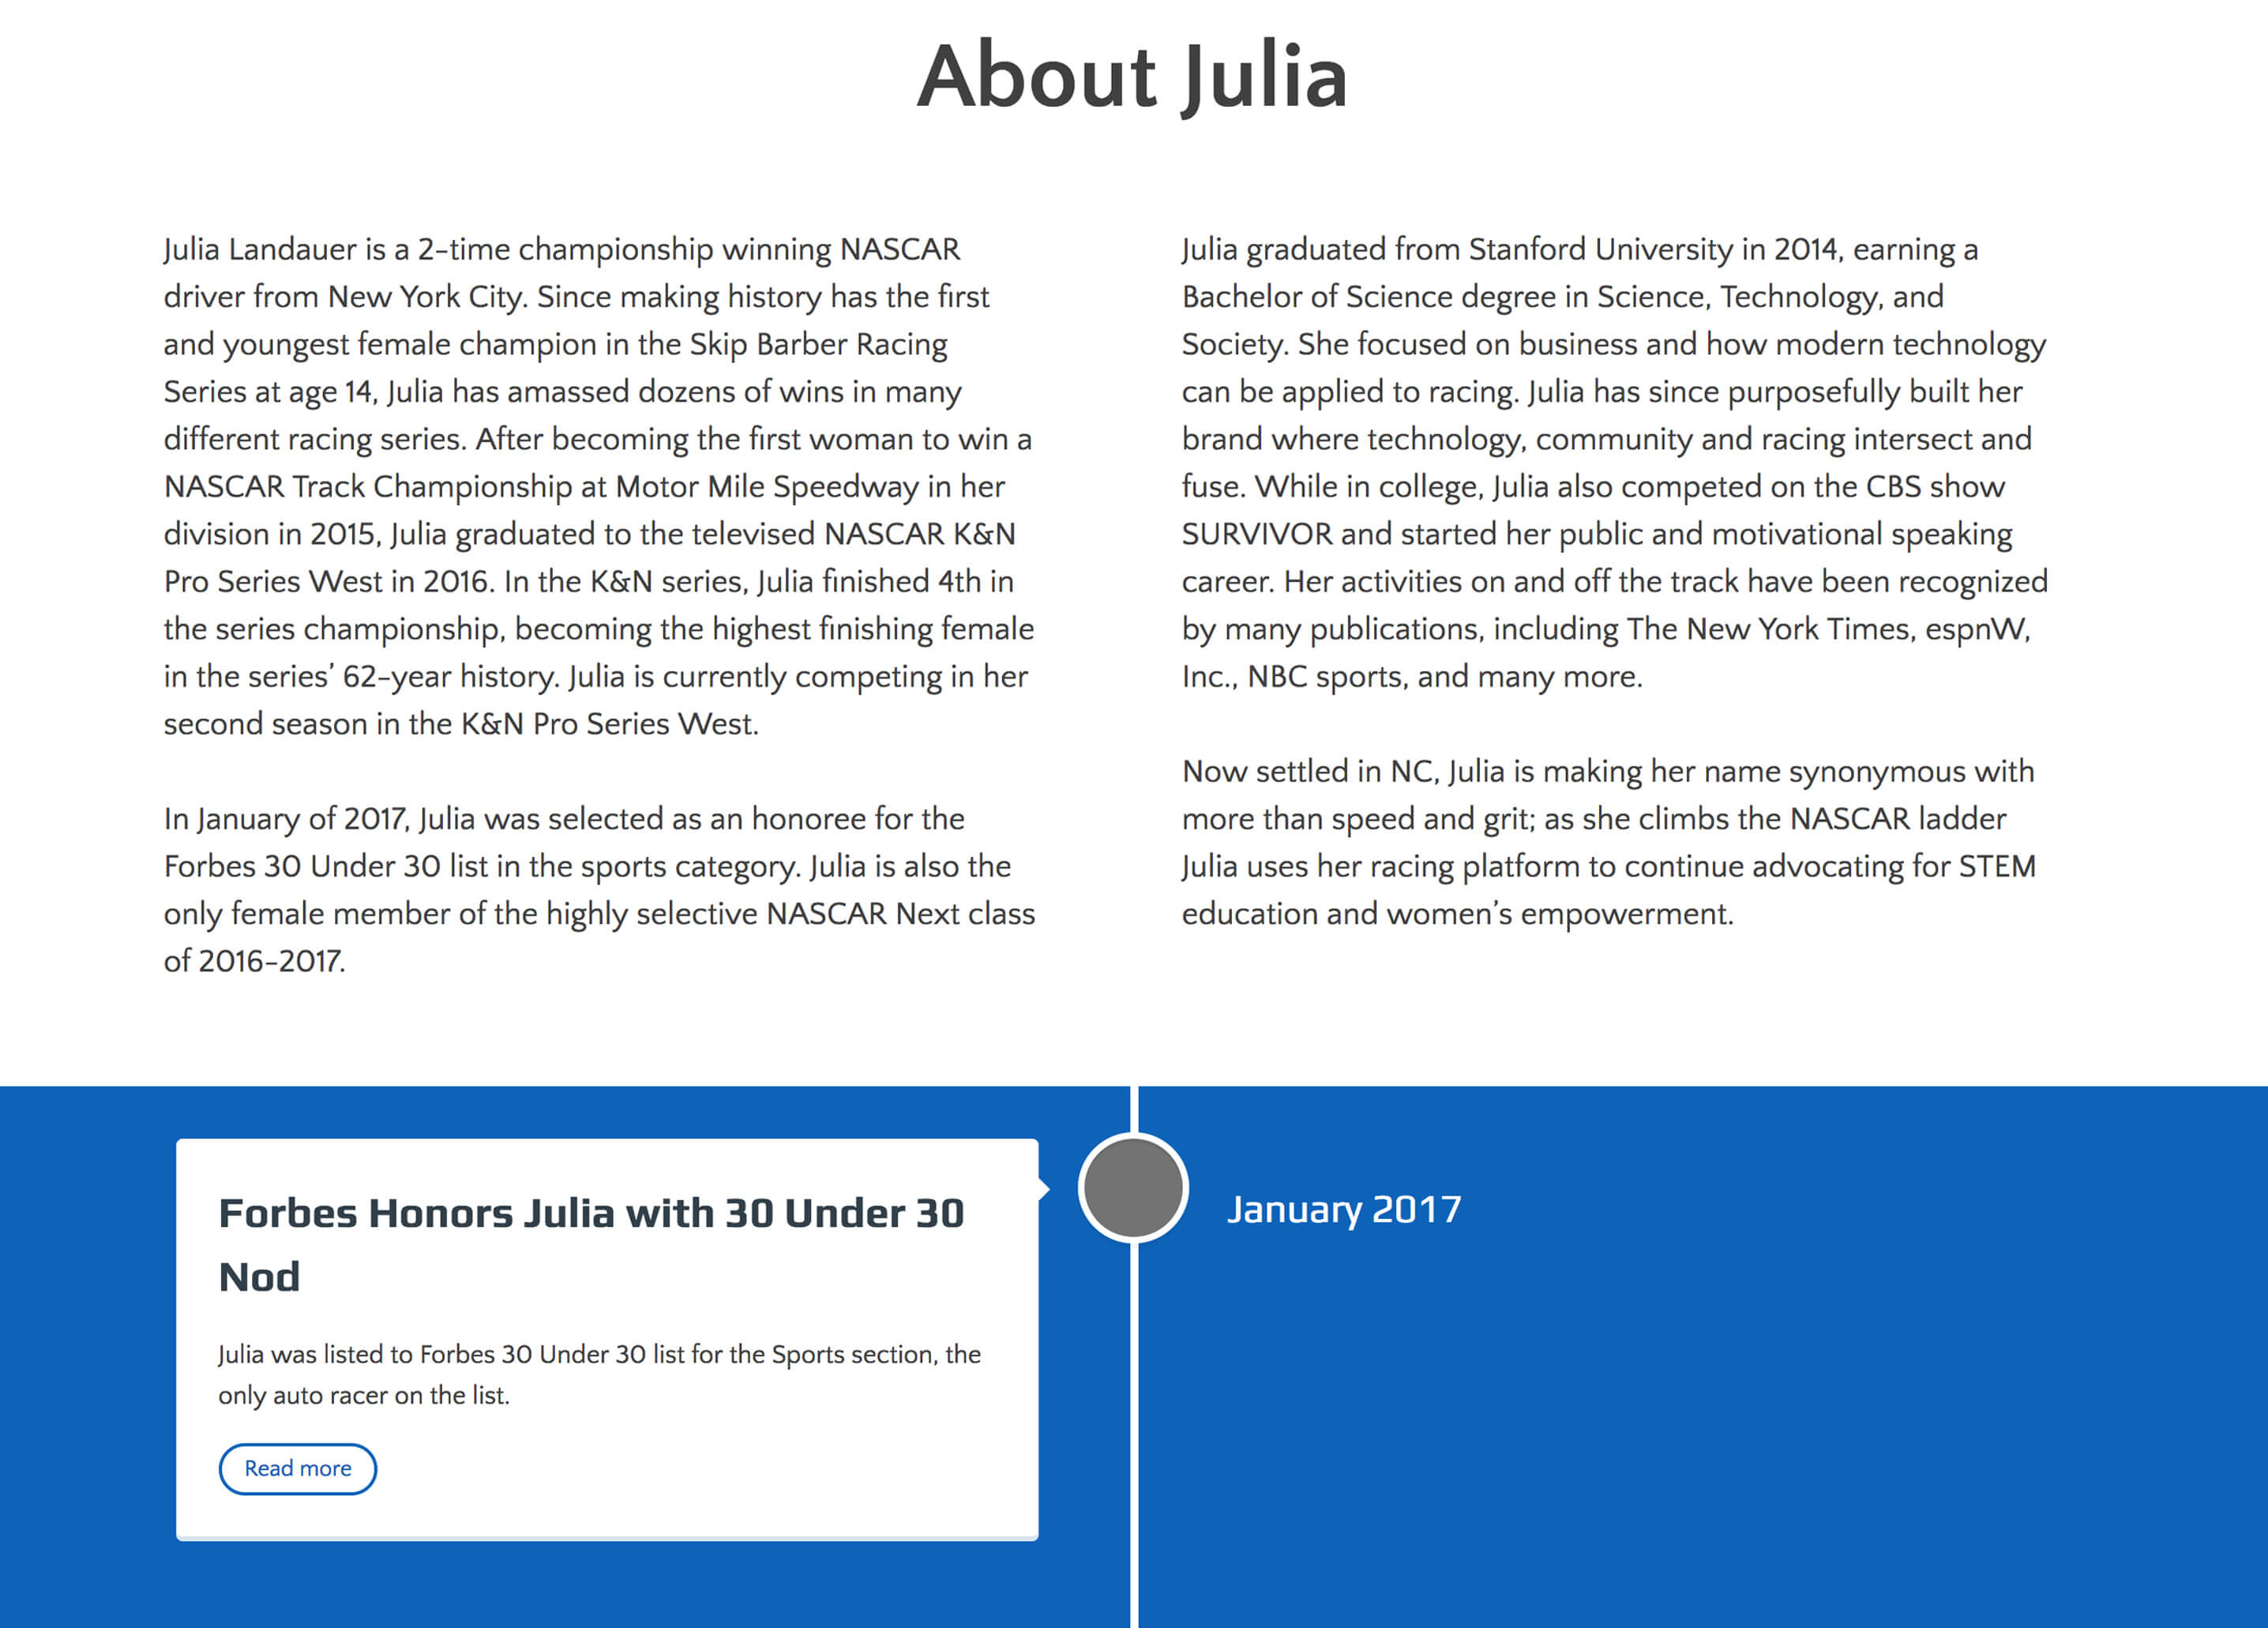 About Julia
Julia Landauer is a 2-time championship winning NASCAR
driver from New York City. Since making history has the first
and youngest female champion in the Skip Barber Racing
Series at age 14, Julia has amassed dozens of wins in many
different racing series. After becoming the first woman to win a
NASCAR Track Championship at Motor Mile Speedway in her
division in 2015, Julia graduated to the televised NASCAR K&N
Pro Series West in 2016. In the K&N series, Julia finished 4th in
the series championship, becoming the highest finishing female
in the series’ 62-year history. Julia is currently competing in her
second season in the K&N Pro Series West.
In January of 2017, Julia was selected as an honoree for the
Forbes 30 Under 30 list in the sports category. Julia is also the
only female member of the highly selective NASCAR Next class
of 2016-2017.
Julia graduated from Stanford University in 2014, earning a
Bachelor of Science degree in Science, Technology, and
Society. She focused on business and how modern technology
can be applied to racing. Julia has since purposefully built her
brand where technology, community and racing intersect and
fuse. While in college, Julia also competed on the CBS show
SURVIVOR and started her public and motivational speaking
career. Her activities on and off the track have been recognized
by many publications, including The New York Times, espnW,
Inc., NBC sports, and many more.
Now settled in NC, Julia is making her name synonymous with
more than speed and grit; as she climbs the NASCAR ladder
Julia uses her racing platform to continue advocating for STEM
education and women’s empowerment.
Forbes Honors Julia with 30 Under 30
Nod
Julia was listed to Forbes 30 Under 30 list for the Sports section, the
only auto racer on the list.
Read more
January 2017